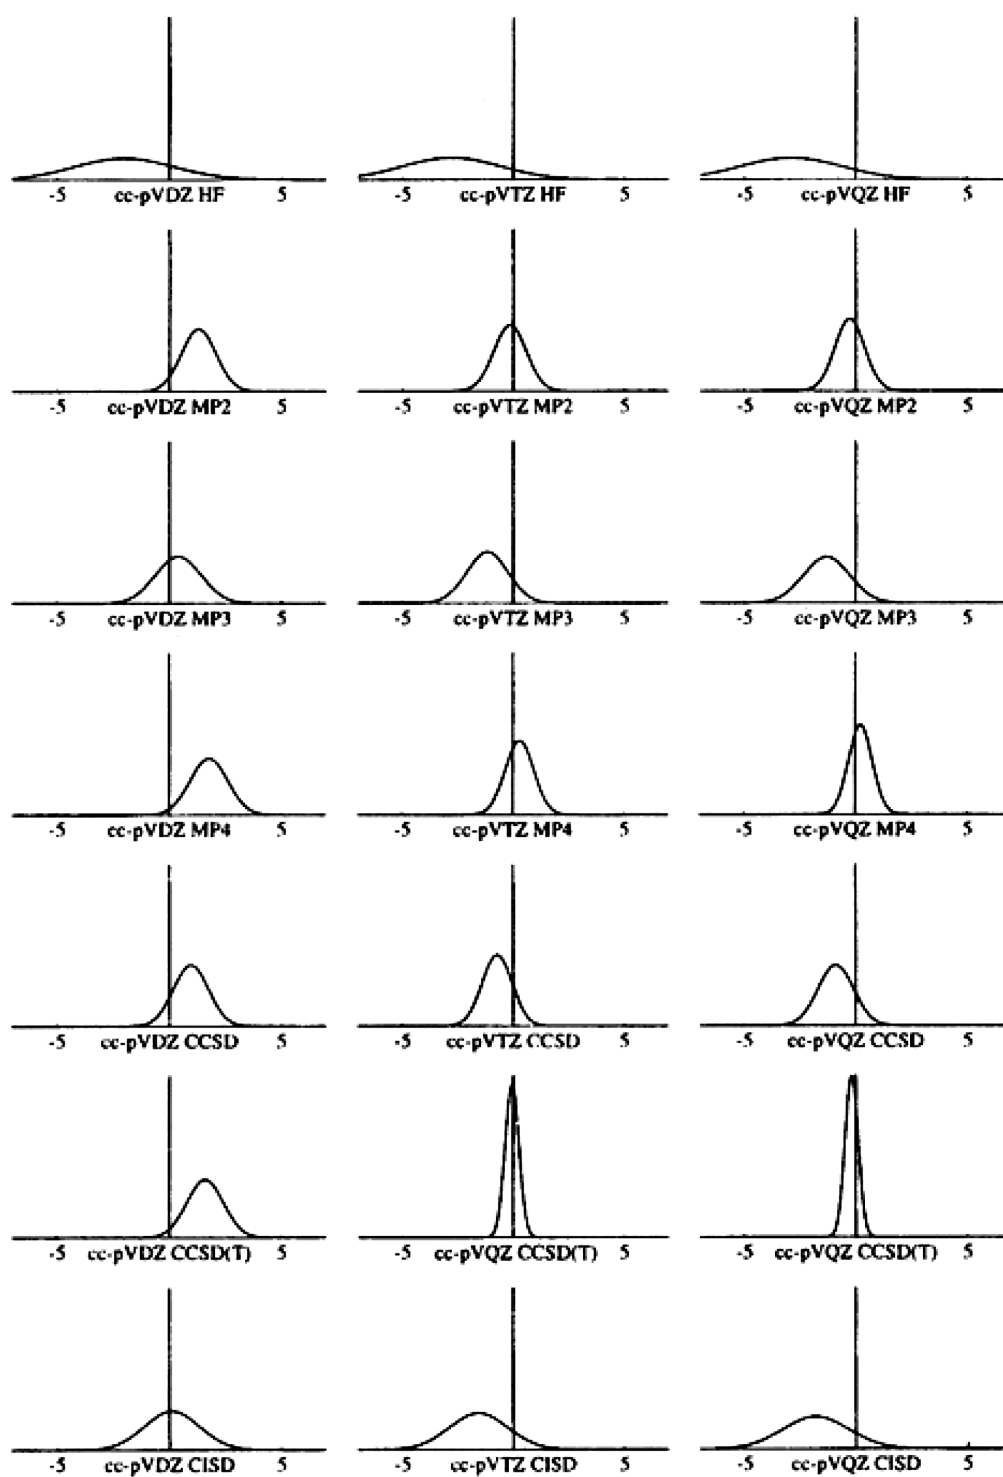 -5 cc-pVDZ HF 5 -5 cc-pVTZ HF 5 -5 cc-pVQZ HF 5
-5 cc-pVDZ MP2 5 -5 cc-pVTZ MP2 5 -5 cc-pVQZ MP2 5
-5 cc-pVDZ MP3 5 -5 cc-pVTZ MP3 5 -5 cc-pVQZ MP3 5
-5 cc-pVDZ MP4 5 -5 cc-pVTZ MP4 5 -5 cc-pVQZ MP4 5
-5 cc-pVDZ CCSD 5 -5 cc-pVTZ CCSD 5 -5 cc-pVQZ CCSD 5
-5 cc-pVDZ CCSD(T) 5 -5 cc-pVQZ CCSD(T) 5 -5 cc-pVQZ CCSD(T) 5
-5 cc-pVDZ CISD 5 -5 cc-pVTZ CISD 5 -5 cc-pVQZ CISD 5